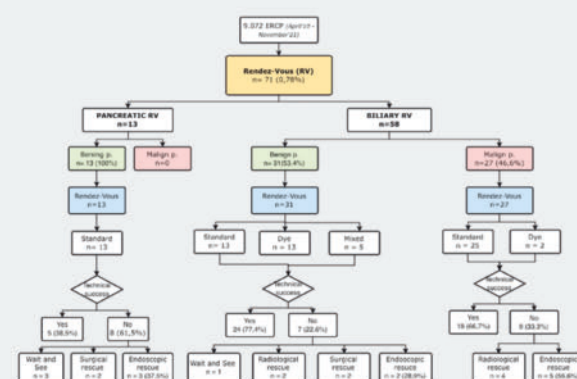 9.072 ERCP
Rendez-Vous (RV)
n= 71 (0,78%)
PANCREATIC RV
n=13
BILIARY RV
n=58
Bening p.
n= 13 (100%)
Malign p.
n=0
Benign p
n= 31(53.4%)
Malign p.
n=27 (46,6%)
Rendez-Vous
n=13
Rendez-Vous
n=31
Rendez-Vous
n=27
Standard
n= 13
Standard
n = 13
Dye
n = 13
Mixed
n = 5
Standard
n = 25
Dye
n = 2
Technical
success
Technical
success
Technical
success
Yes
5 (38,5%)
No
8 (61,5%)
Yes
24 (77,4%)
No
7 (22.6%)
Yes
18 (66,7%)
No
9 (33,3%)
Wait and See
n = 3
Surgical
rescue
n = 2
Endoscopic
rescue
n = 3 (37,5%)
Wait and See
n = 1
Radiological
rescue
n = 2
Surgical
rescue
n = 2
Endoscopic
rescue
n = 2
Radiological
rescue
n = 4
Endoscopic
rescue
n = 5 (55,6%)